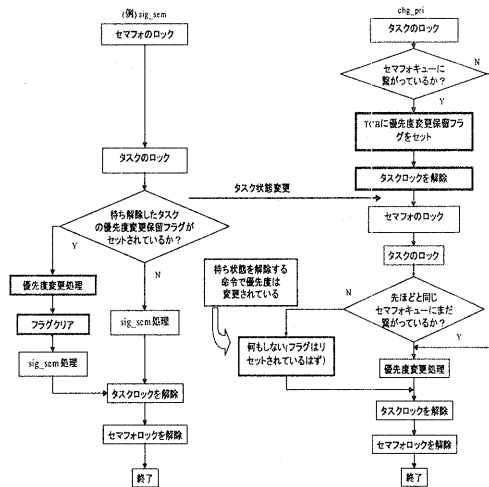 (例) sig_sem
セマフォのロック
タスクのロック
待ち解除したタスク
の優先度変更保留フラグが
セットされているか?
Y
N
優先度変更処理
フラグクリア
sig_sem 処理
sig_sem処理
タスクロックを解除
セマフォロックを解除
終了
タスク状態変更
chg_pri
タスクのロック
セマフォキューに
繋がっているか?
N
Y
TCBに優先度変更保留フラ
グをセット
タスクロックを解除
セマフォのロック
タスクのロック
先ほどと同じ
セマフォキューにまだ
繋がっているか?
N
Y
待ち状態を解除する
命令で優先度は
変更されている
何もしない(フラグはリ
セットされているはず)
優先度変更処理
タスクロックを解除
セマフォロックを解除
終了